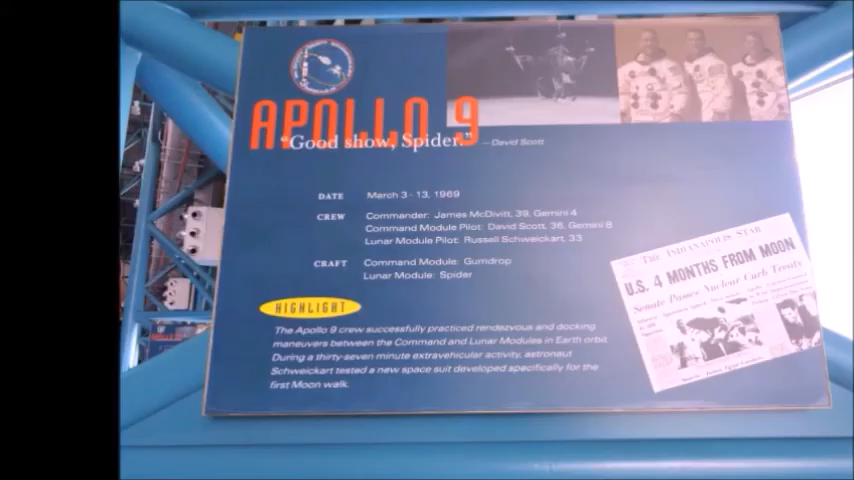 APOLLO 9
"Good show, Spider." — David Scott
DATE March 3 - 13, 1969
CREW Commander: James McDivitt, 39, Gemini 4
Command Module Pilot: David Scott, 36, Gemini 8
Lunar Module Pilot: Russell Schweickart, 33
CRAFT Command Module: Gumdrop
Lunar Module: Spider
HIGHLIGHT
The Apollo 9 crew successfully practiced rendezvous and docking
maneuvers between the Command and Lunar Modules in Earth orbit.
During a thirty-seven minute extravehicular activity, astronaut
Schweickart tested a new space suit developed specifically for the
first Moon walk.
THE INDIANAPOLIS STAR
U.S. 4 MONTHS FROM MOON
Senate Passes Nuclear Curb Treaty